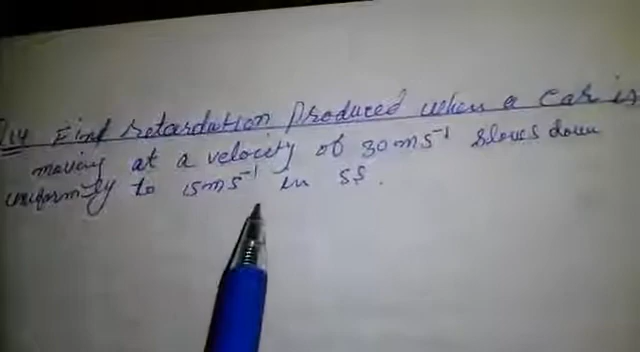 Q14 Find retardation produced when a car is
moving at a velocity of 30ms⁻¹ slows down
uniformly to 15ms⁻¹ in 5s.